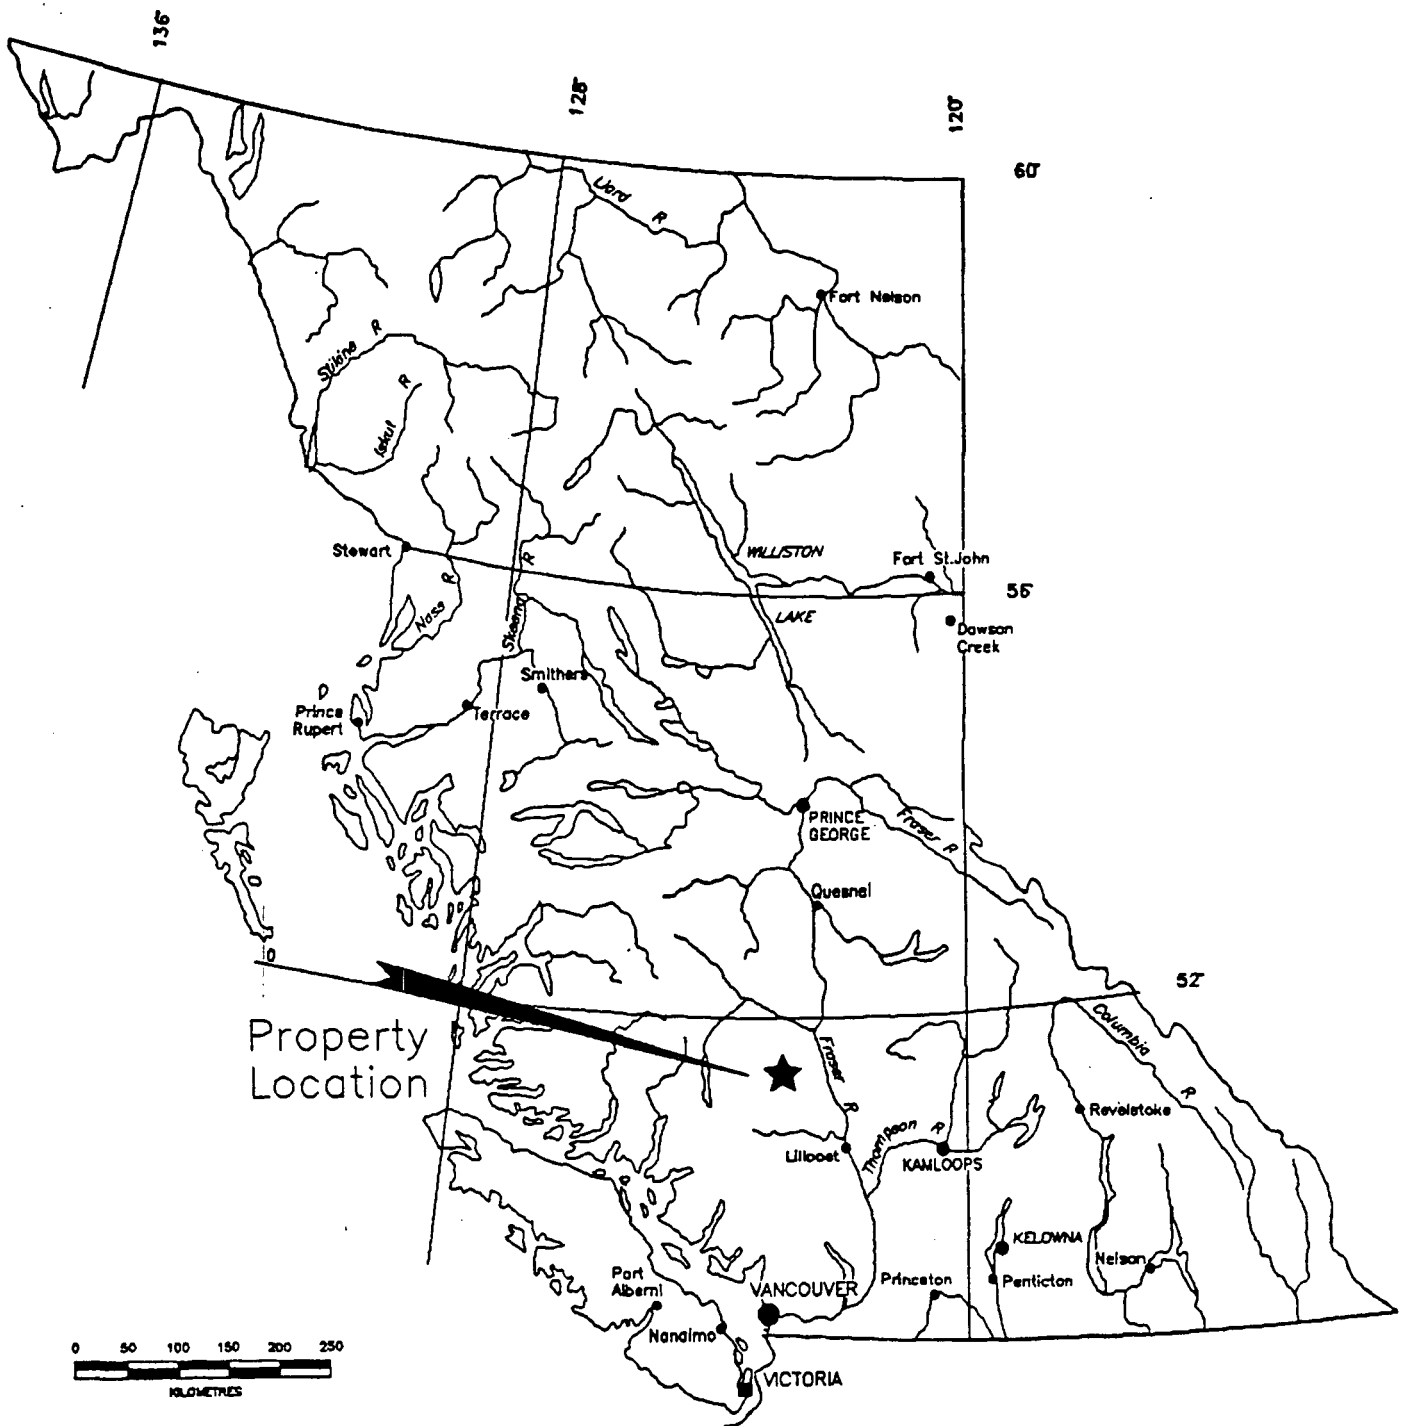 136°
128°
120°
60°
Liard R
Fort Nelson
Stikine R
Iskut R
Stewart
WILLISTON
Fort St.John
56°
LAKE
Nass R
Skeena R
Dawson
Creek
Smithers
Prince
Rupert
Terrace
PRINCE
GEORGE
Fraser R
Quesnel
52°
Property
Location
Columbia R
Fraser R
Revelstoke
Thompson R
Lillooet
KAMLOOPS
KELOWNA
Nelson
Port
Alberni
VANCOUVER
Princeton
Penticton
Nanaimo
0 50 100 150 200 250
KILOMETRES
VICTORIA